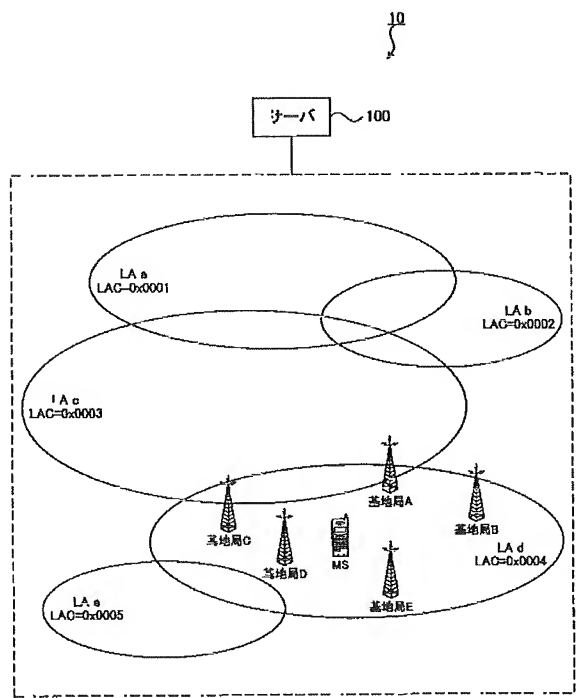 10
サーバ
100
LA a
LAC=0x0001
LA b
LAC=0x0002
LA c
LAC=0x0003
基地局A
基地局B
基地局C
基地局D
MS
基地局E
LA d
LAC=0x0004
LA e
LAC=0x0005